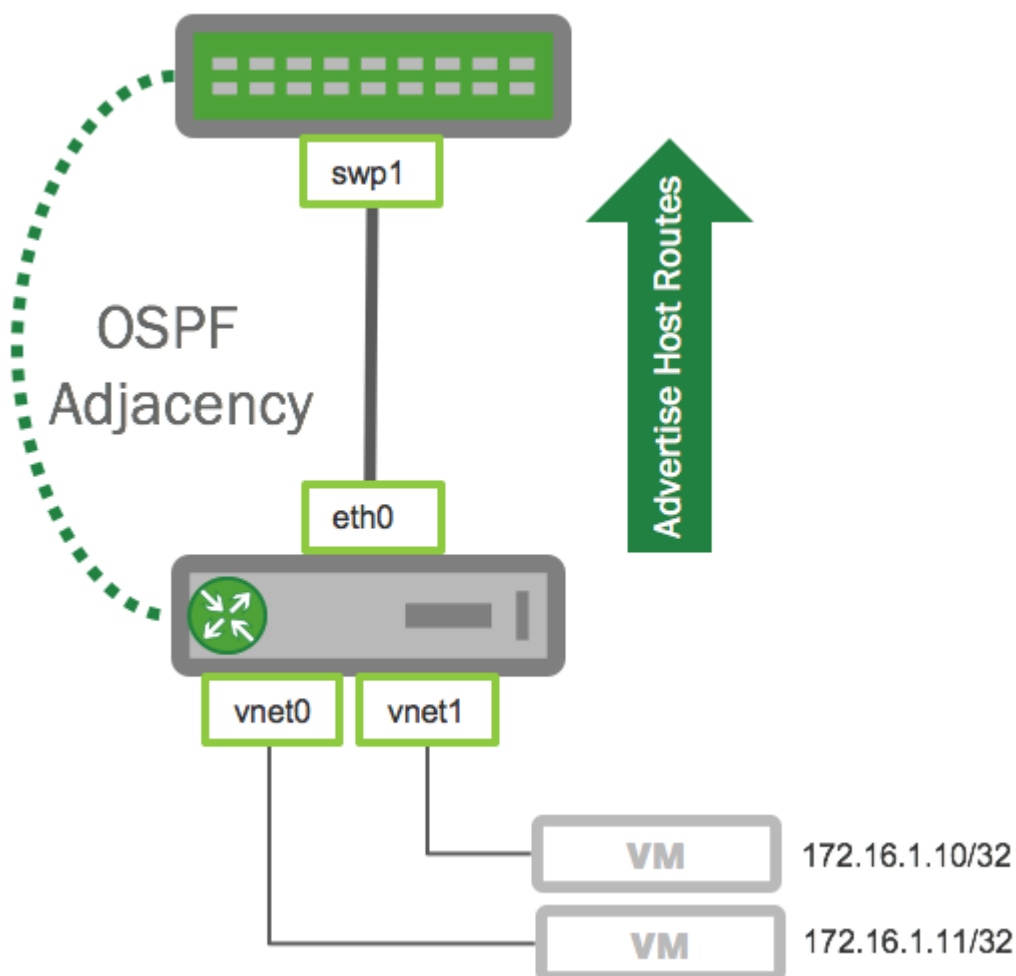 swp1
OSPF
Adjacency
Advertise Host Routes
eth0
vnet0
vnet1
VM
172.16.1.10/32
VM
172.16.1.11/32